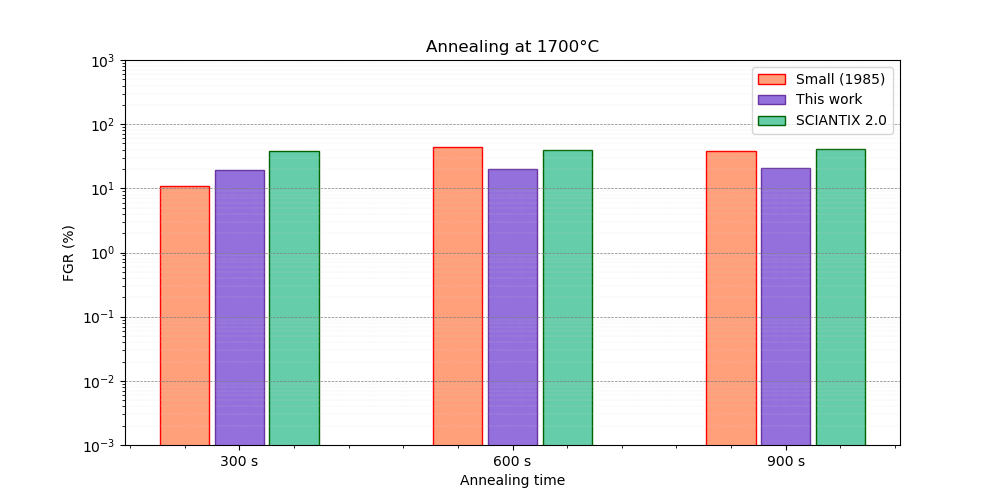 Annealing at 1700°C
FGR (%)
10³
10²
10¹
10⁰
10⁻¹
10⁻²
10⁻³
Small (1985)
This work
SCIANTIX 2.0
300 s
600 s
900 s
Annealing time